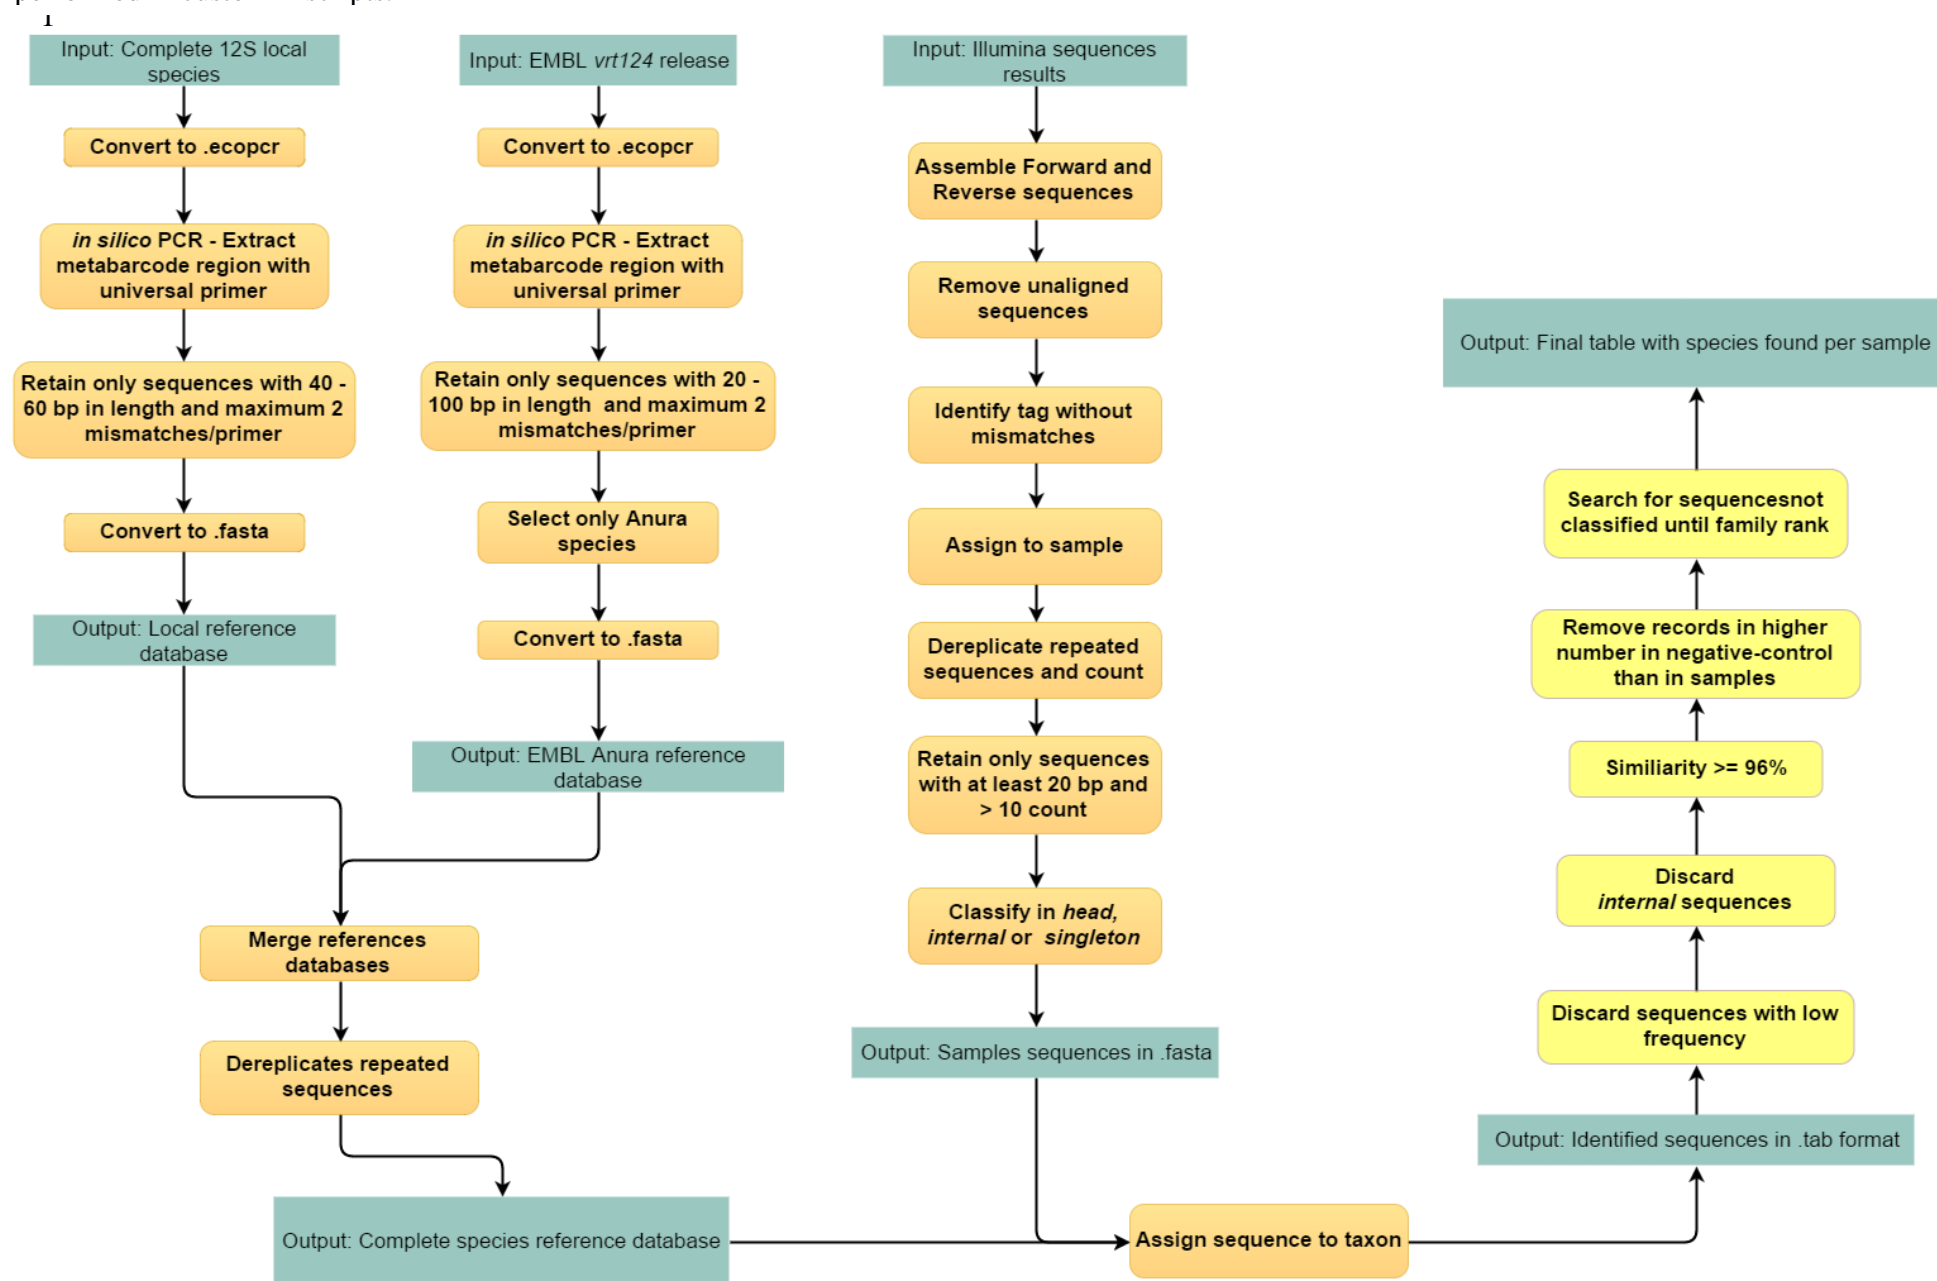 Input: Complete 12S local
species
Convert to .ecopcr
in silico PCR - Extract
metabarcode region with
universal primer
Retain only sequences with 40 -
60 bp in length and maximum 2
mismatches/primer
Convert to .fasta
Output: Local reference
database
Input: EMBL vrt124 release
Convert to .ecopcr
in silico PCR - Extract
metabarcode region with
universal primer
Retain only sequences with 20 -
100 bp in length and maximum 2
mismatches/primer
Select only Anura
species
Convert to .fasta
Output: EMBL Anura reference
database
Merge references
databases
Dereplicates repeated
sequences
Output: Complete species reference database
Input: Illumina sequences
results
Assemble Forward and
Reverse sequences
Remove unaligned
sequences
Identify tag without
mismatches
Assign to sample
Dereplicate repeated
sequences and count
Retain only sequences
with at least 20 bp and
> 10 count
Classify in head,
internal or singleton
Output: Samples sequences in .fasta
Assign sequence to taxon
Output: Identified sequences in .tab format
Discard sequences with low
frequency
Discard
internal sequences
Similiarity >= 96%
Remove records in higher
number in negative-control
than in samples
Search for sequencesnot
classified until family rank
Output: Final table with species found per sample